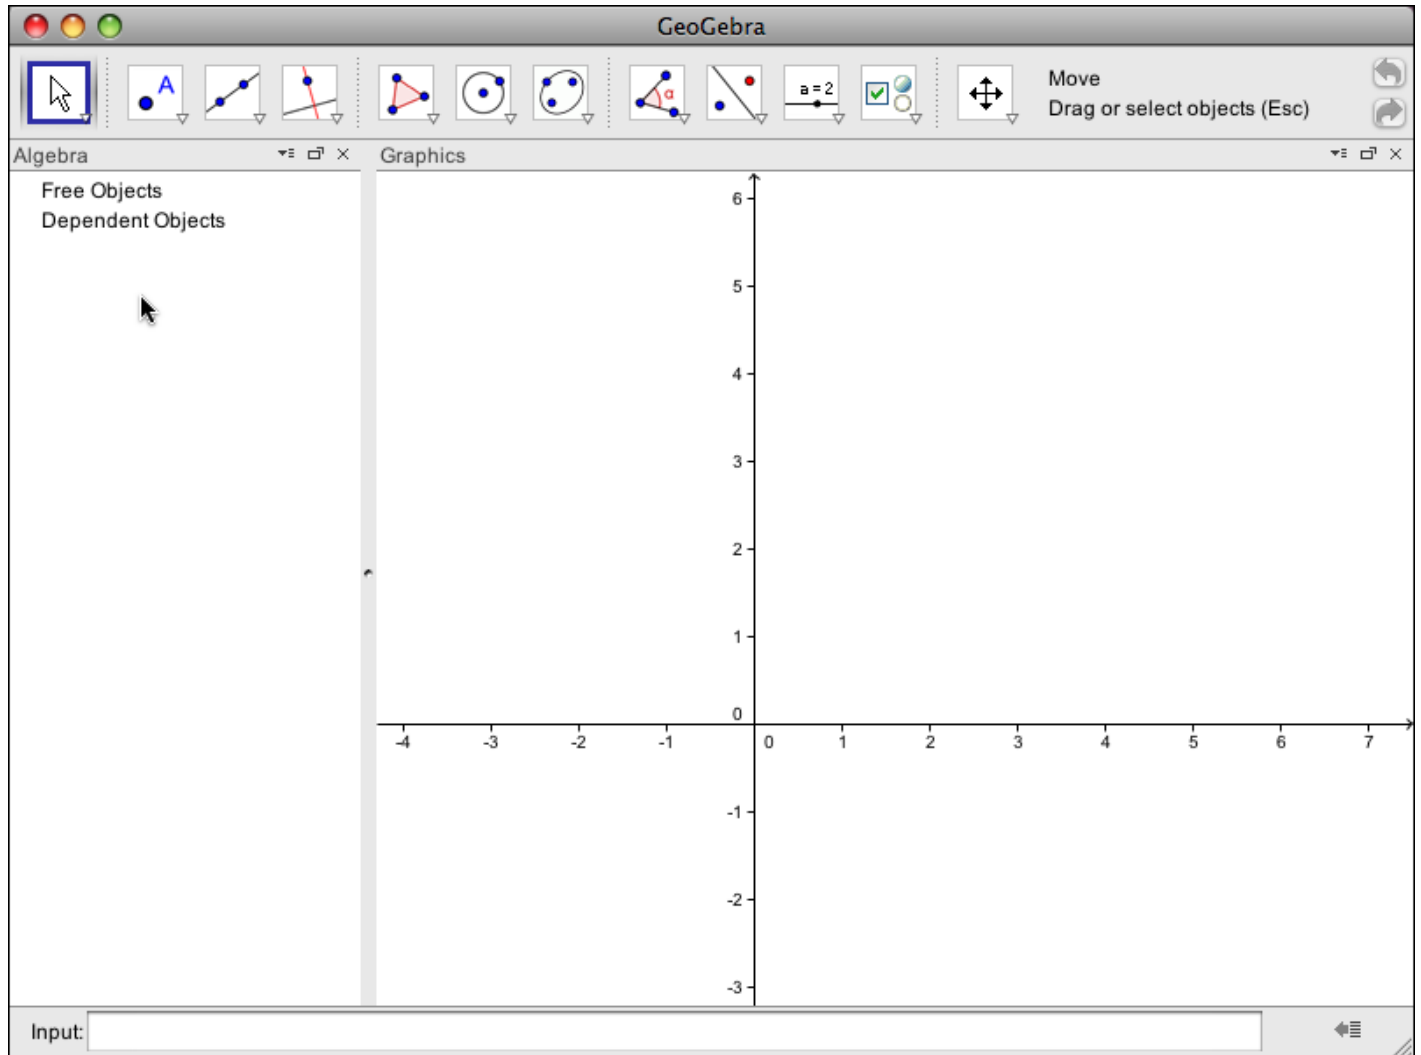 GeoGebra
A
α
a = 2
Move
Drag or select objects (Esc)
Algebra
Graphics
Free Objects
Dependent Objects
6
5
4
3
2
1
0
-4 -3 -2 -1 0 1 2 3 4 5 6 7
-1
-2
-3
Input: